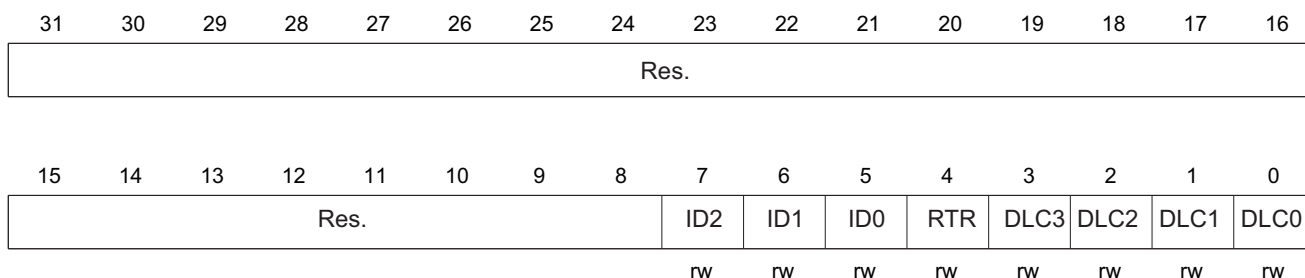 31 30 29 28 27 26 25 24 23 22 21 20 19 18 17 16
Res.
15 14 13 12 11 10 9 8 7 6 5 4 3 2 1 0
Res. ID2 ID1 ID0 RTR DLC3 DLC2 DLC1 DLC0
rw rw rw rw rw rw rw rw